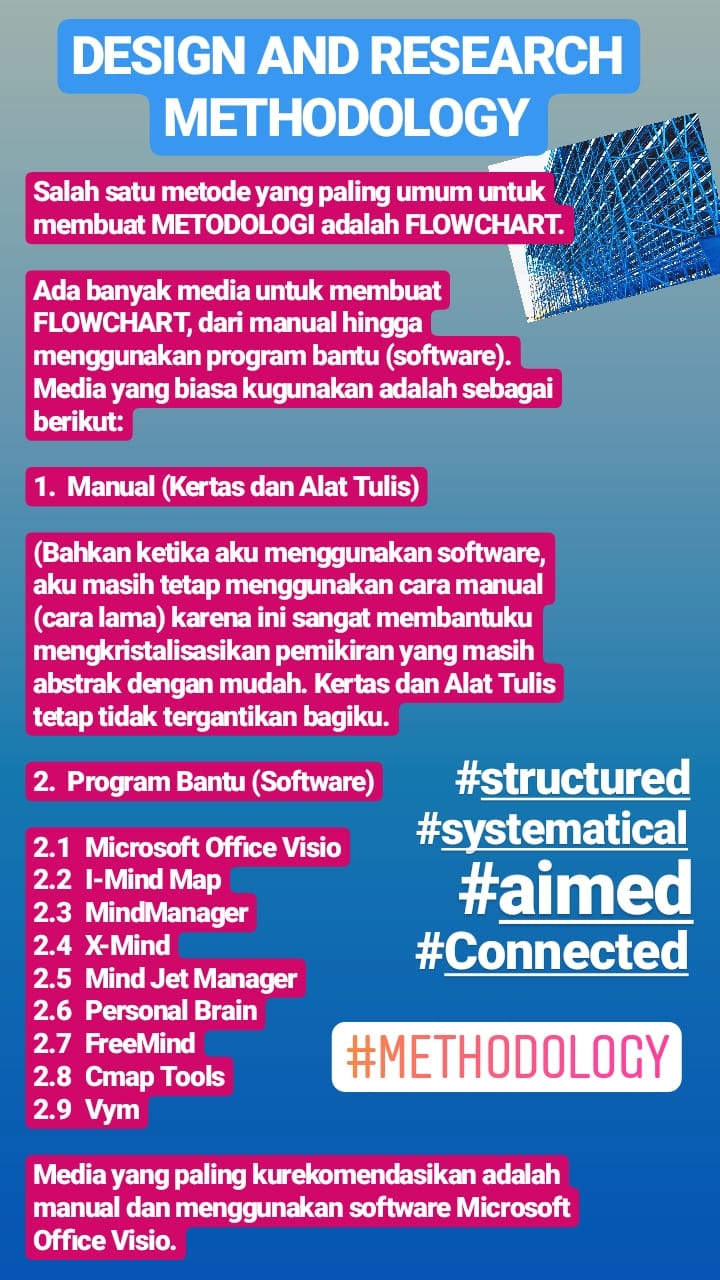 DESIGN AND RESEARCH
METHODOLOGY
Salah satu metode yang paling umum untuk
membuat METODOLOGI adalah FLOWCHART.
Ada banyak media untuk membuat
FLOWCHART, dari manual hingga
menggunakan program bantu (software).
Media yang biasa kugunakan adalah sebagai
berikut:
1. Manual (Kertas dan Alat Tulis)
(Bahkan ketika aku menggunakan software,
aku masih tetap menggunakan cara manual
(cara lama) karena ini sangat membantuku
mengkristalisasikan pemikiran yang masih
abstrak dengan mudah. Kertas dan Alat Tulis
tetap tidak tergantikan bagiku.
2. Program Bantu (Software)
2.1 Microsoft Office Visio
2.2 I-Mind Map
2.3 MindManager
2.4 X-Mind
2.5 Mind Jet Manager
2.6 Personal Brain
2.7 FreeMind
2.8 Cmap Tools
2.9 Vym
#structured
#systematical
#aimed
#Connected
#METHODOLOGY
Media yang paling kurekomendasikan adalah
manual dan menggunakan software Microsoft
Office Visio.